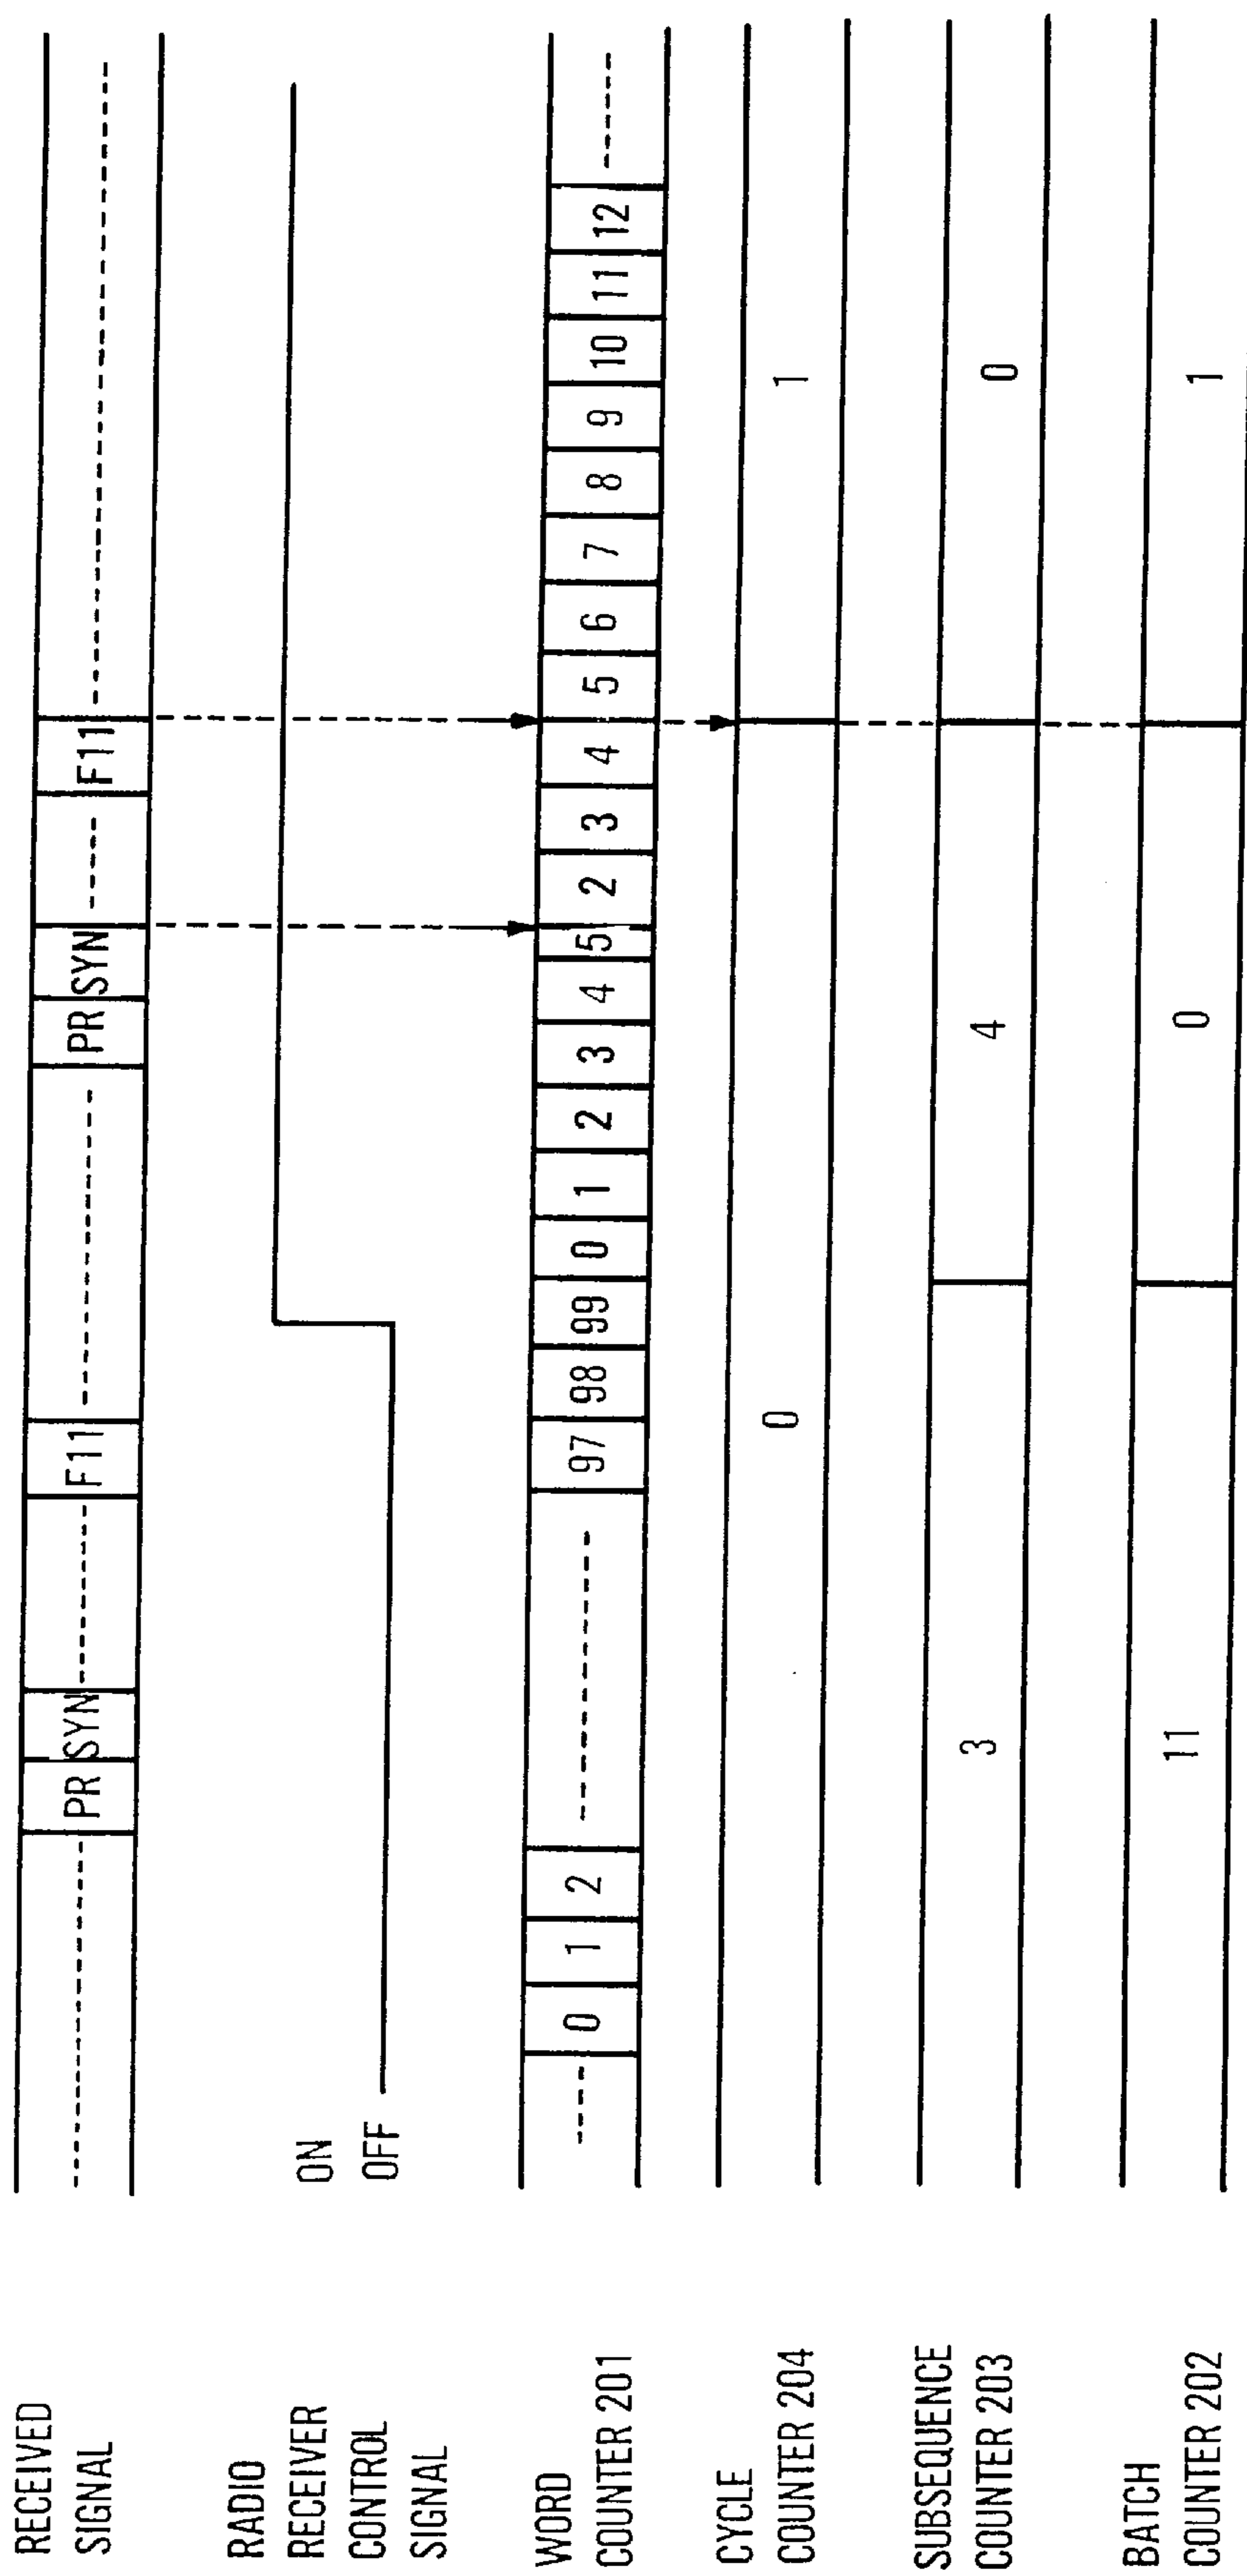 RECEIVED
SIGNAL
PR SYN F11 PR SYN F11
RADIO
RECEIVER
CONTROL
SIGNAL
ON
OFF
WORD
COUNTER 201
0 1 2 97 98 99 0 1 2 3 4 5 2 3 4 5 6 7 8 9 10 11 12
CYCLE
COUNTER 204
0 1
SUBSEQUENCE
COUNTER 203
3 4 0
BATCH
COUNTER 202
11 0 1